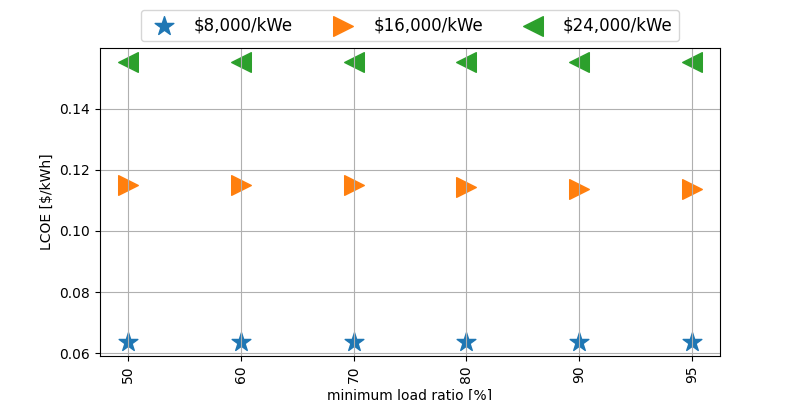 $8,000/kWe $16,000/kWe $24,000/kWe
LCOE [$/kWh]
0.14
0.12
0.10
0.08
0.06
50 60 70 80 90 95
minimum load ratio [%]